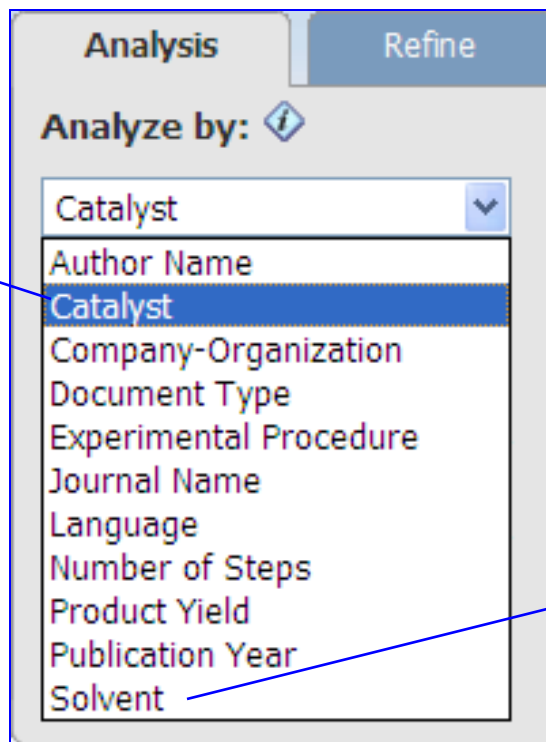 Analysis Refine
Analyze by:
Catalyst
Author Name
Catalyst
Company-Organization
Document Type
Experimental Procedure
Journal Name
Language
Number of Steps
Product Yield
Publication Year
Solvent